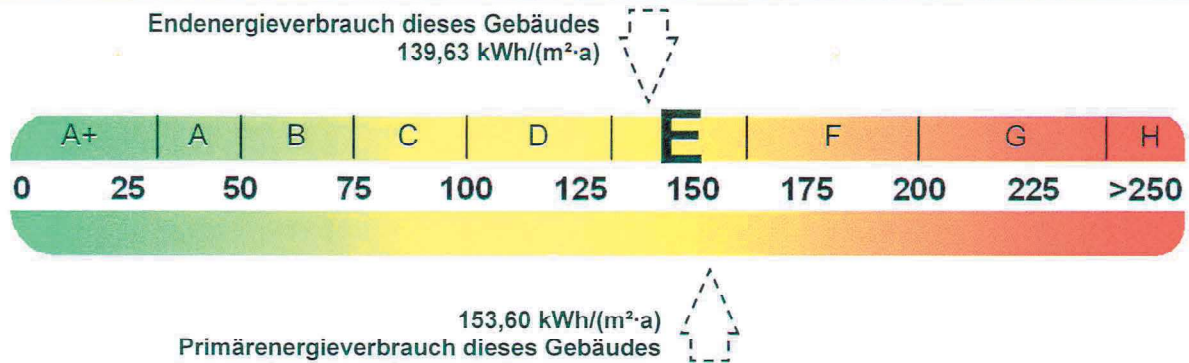 Endenergieverbrauch dieses Gebäudes
139,63 kWh/(m²·a)
A+ A B C D E F G H
0 25 50 75 100 125 150 175 200 225 >250
153,60 kWh/(m²·a)
Primärenergieverbrauch dieses Gebäudes